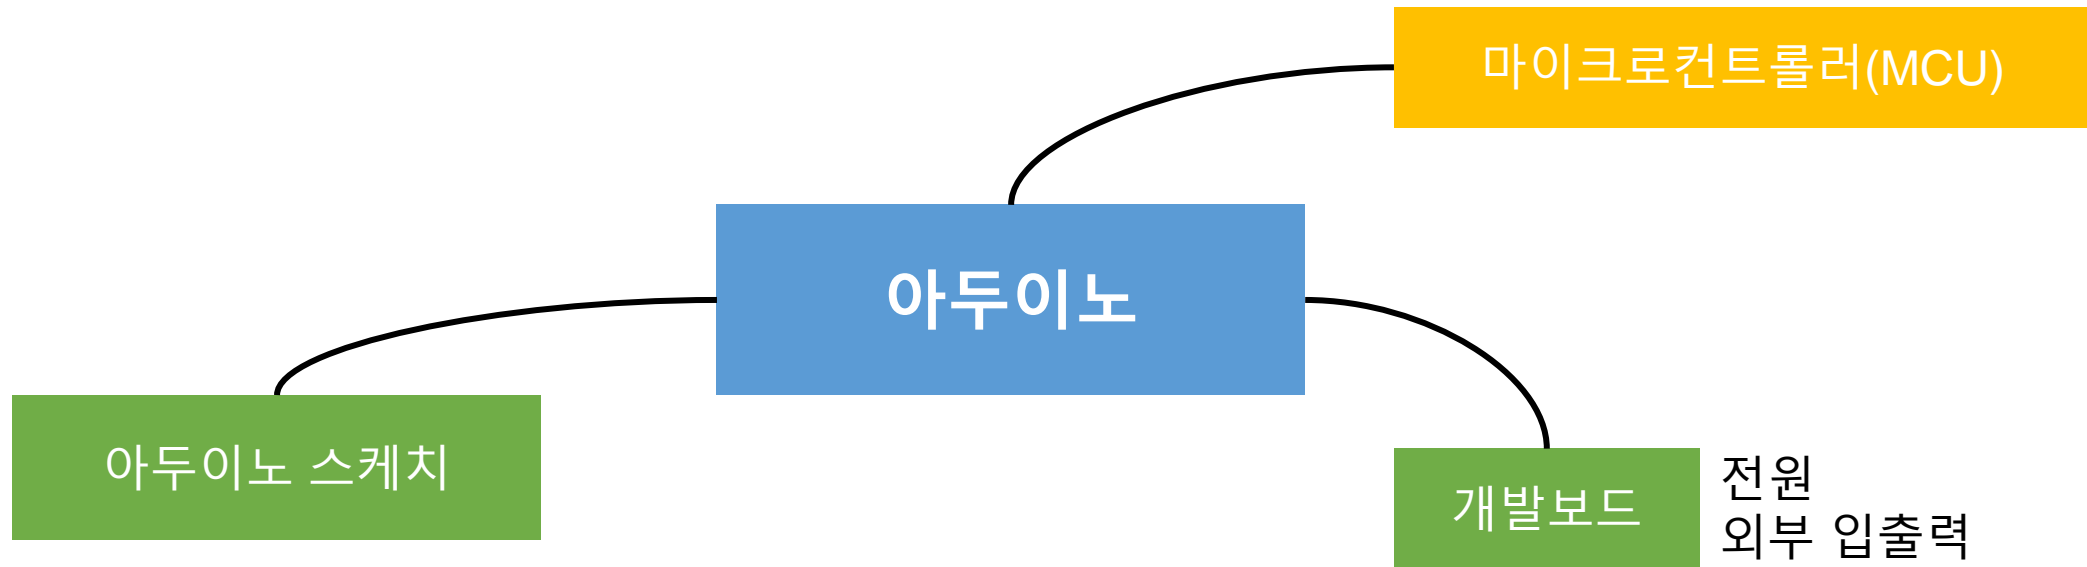 마이크로컨트롤러(MCU)
아두이노
아두이노 스케치
개발보드
전원
외부 입출력